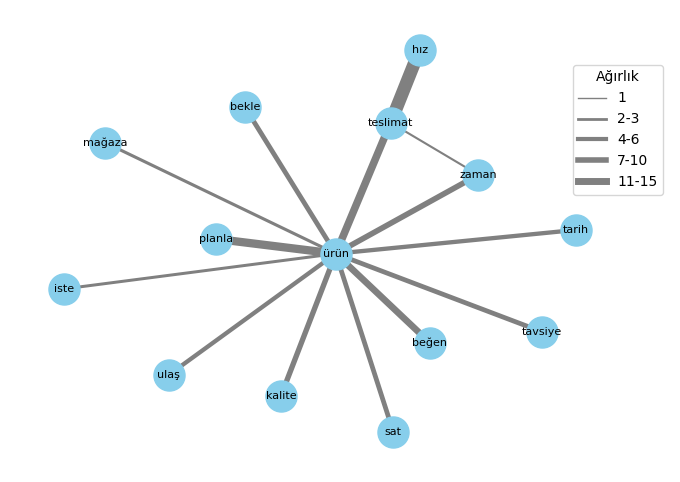 hız
Ağırlık
1
2-3
4-6
7-10
11-15
bekle
teslimat
mağaza
zaman
planla
tarih
ürün
iste
tavsiye
beğen
ulaş
kalite
sat